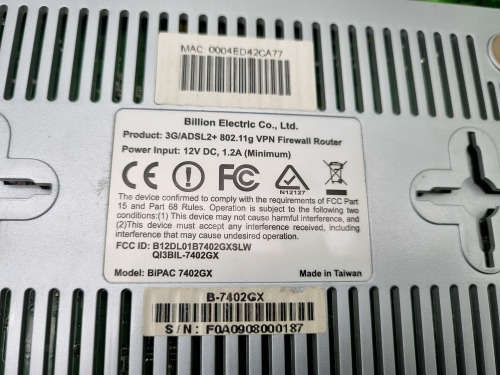 MAC: 0004ED42CA77
Billion Electric Co., Ltd.
Product: 3G/ADSL2+ 802.11g VPN Firewall Router
Power Input: 12V DC, 1.2A (Minimum)
CE FC
N12127
The device confirmed to comply with the requirements of FCC Part
15 and Part 68 Rules. Operation is subject to the following two
conditions:(1) This device may not cause harmful interference, and
(2)This device must accept any interference received, including
interference that may cause undesired operation.
FCC ID: B12DL01B7402GXSLW
QI3BIL-7402GX
Model: BiPAC 7402GX Made in Taiwan
B-7402GX
S/N: F0A0908000187